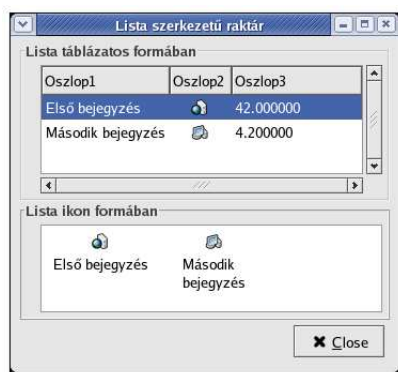 Lista szerkezetű raktár
Lista táblázatos formában
Oszlop1 Oszlop2 Oszlop3
Első bejegyzés 42.000000
Második bejegyzés 4.200000
Lista ikon formában
Első bejegyzés Második
bejegyzés
Close